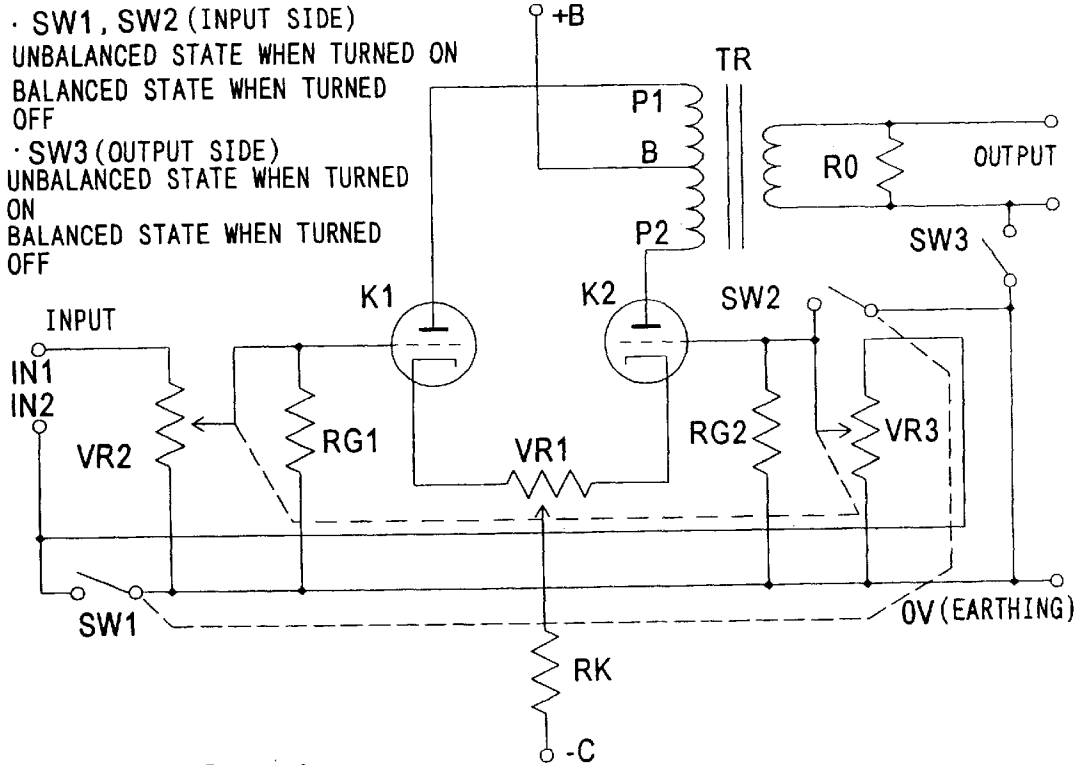 · SW1, SW2 (INPUT SIDE)
UNBALANCED STATE WHEN TURNED ON
BALANCED STATE WHEN TURNED
OFF
· SW3 (OUTPUT SIDE)
UNBALANCED STATE WHEN TURNED
ON
BALANCED STATE WHEN TURNED
OFF
+B
TR
P1
B
P2
R0
OUTPUT
SW3
K1
K2
SW2
INPUT
IN1
IN2
VR2
RG1
VR1
RG2
VR3
SW1
0V (EARTHING)
RK
-C